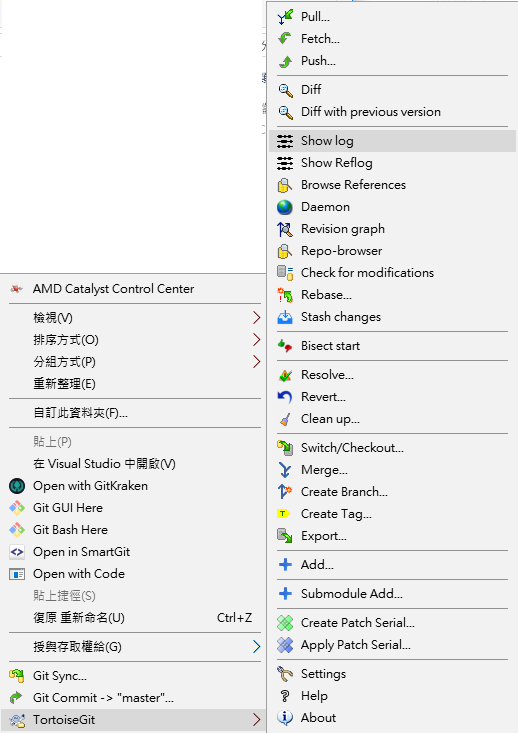 Pull...
Fetch...
Push...
Diff
Diff with previous version
Show log
Show Reflog
Browse References
Daemon
Revision graph
Repo-browser
Check for modifications
Rebase...
Stash changes
Bisect start
Resolve...
Revert...
Clean up...
Switch/Checkout...
Merge...
Create Branch...
Create Tag...
Export...
Add...
Submodule Add...
Create Patch Serial...
Apply Patch Serial...
Settings
Help
About
AMD Catalyst Control Center
檢視(V)
排序方式(O)
分組方式(P)
重新整理(E)
自訂此資料夾(F)...
貼上(P)
在 Visual Studio 中開啟(V)
Open with GitKraken
Git GUI Here
Git Bash Here
Open in SmartGit
Open with Code
貼上捷徑(S)
復原 重新命名(U) Ctrl+Z
授與存取權給(G)
Git Sync...
Git Commit -> "master"...
TortoiseGit